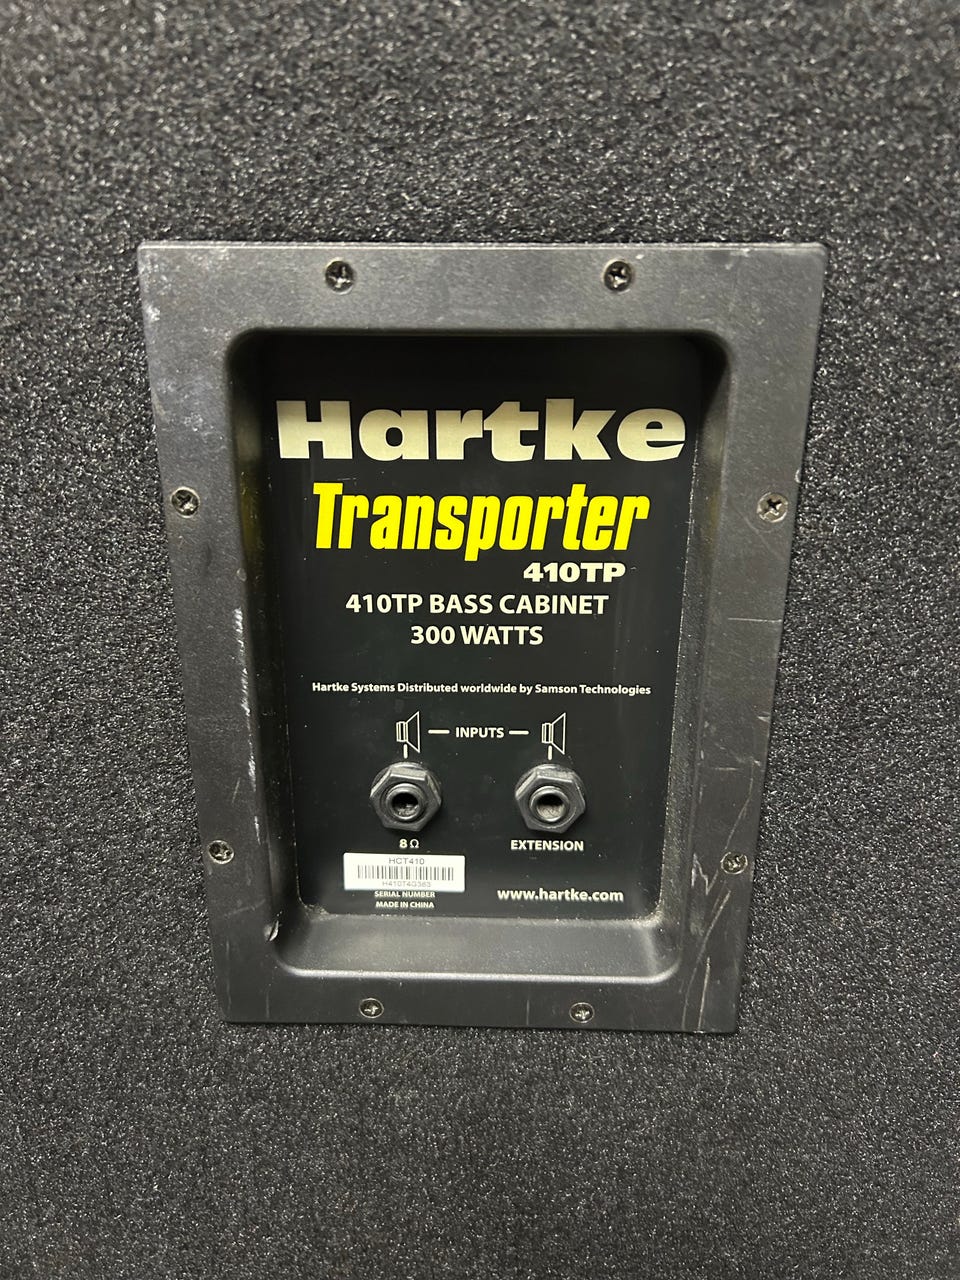 Hartke
Transporter
410TP
410TP BASS CABINET
300 WATTS
Hartke Systems Distributed worldwide by Samson Technologies
INPUTS
8 Ω
EXTENSION
HCT410
H410T4G363
SERIAL NUMBER
MADE IN CHINA
www.hartke.com